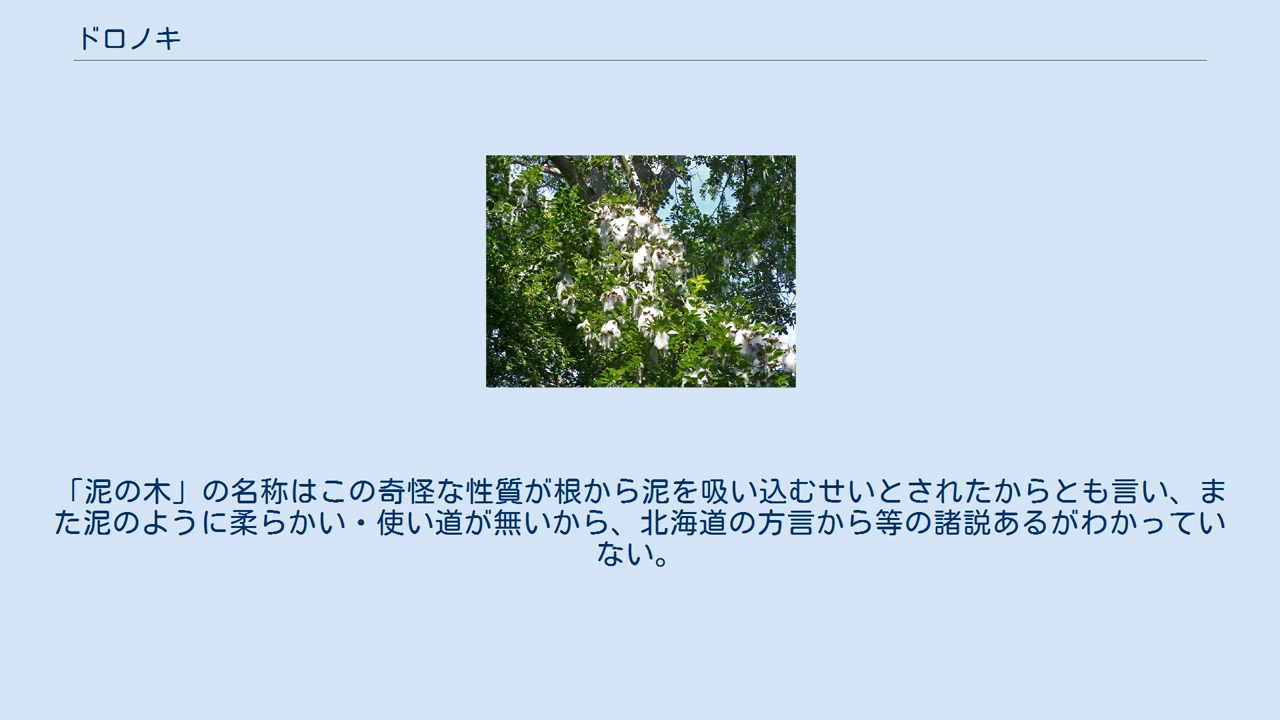 ドロノキ
「泥の木」の名称はこの奇怪な性質が根から泥を吸い込むせいとされたからとも言い、ま
た泥のように柔らかい・使い道が無いから、北海道の方言から等の諸説あるがわかってい
ない。